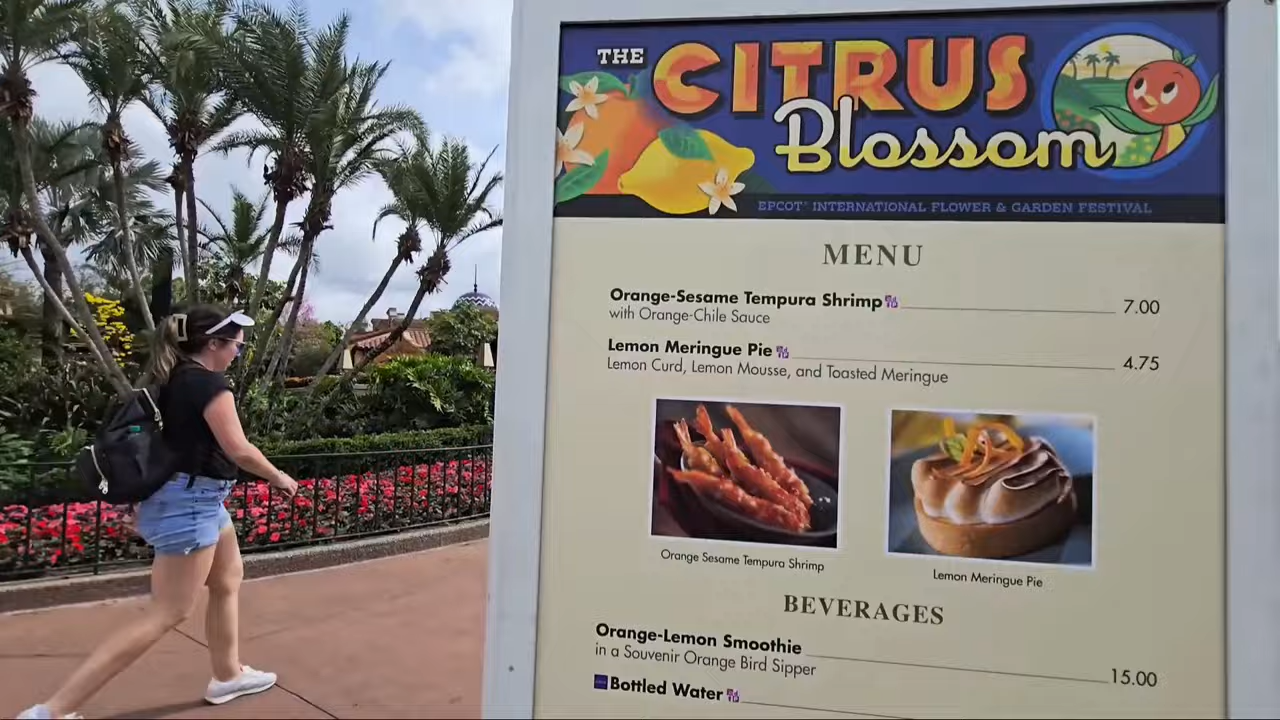 THE CITRUS
Blossom
EPCOT® INTERNATIONAL FLOWER & GARDEN FESTIVAL
MENU
Orange-Sesame Tempura Shrimp 7.00
with Orange-Chile Sauce
Lemon Meringue Pie 4.75
Lemon Curd, Lemon Mousse, and Toasted Meringue
Orange Sesame Tempura Shrimp
Lemon Meringue Pie
BEVERAGES
Orange-Lemon Smoothie
in a Souvenir Orange Bird Sipper 15.00
Bottled Water